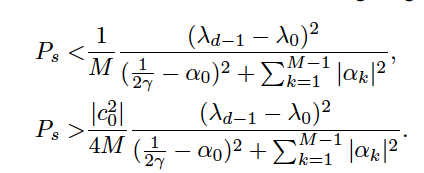 $P_s < \frac{1}{M} \frac{(\lambda_{d-1} - \lambda_0)^2}{(\frac{1}{2\gamma} - \alpha_0)^2 + \sum_{k=1}^{M-1} |\alpha_k|^2},$
$P_s > \frac{|c_0^2|}{4M} \frac{(\lambda_{d-1} - \lambda_0)^2}{(\frac{1}{2\gamma} - \alpha_0)^2 + \sum_{k=1}^{M-1} |\alpha_k|^2}.$